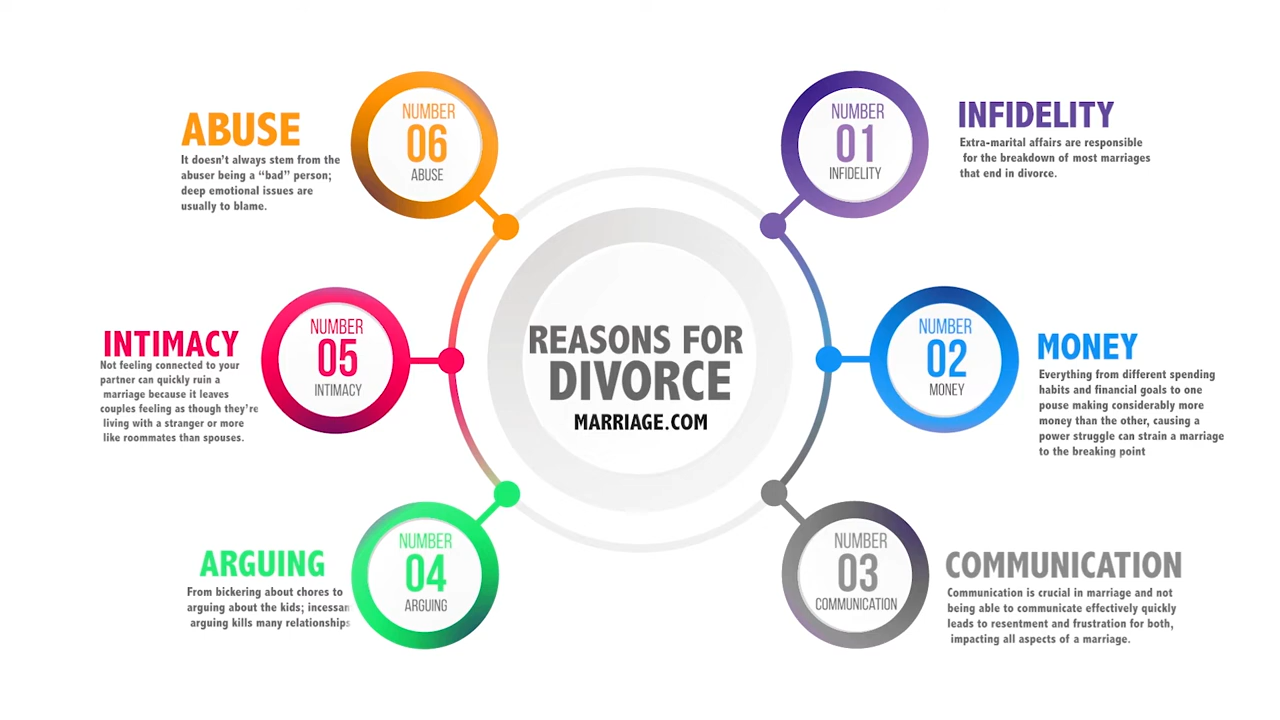 REASONS FOR
DIVORCE
MARRIAGE.COM
NUMBER
01
INFIDELITY
INFIDELITY
Extra-marital affairs are responsible
for the breakdown of most marriages
that end in divorce.
NUMBER
02
MONEY
MONEY
Everything from different spending
habits and financial goals to one
pouse making considerably more
money than the other, causing a
power struggle can strain a marriage
to the breaking point
NUMBER
03
COMMUNICATION
COMMUNICATION
Communication is crucial in marriage and not
being able to communicate effectively quickly
leads to resentment and frustration for both,
impacting all aspects of a marriage.
NUMBER
04
ARGUING
ARGUING
From bickering about chores to
arguing about the kids; incessan
arguing kills many relationships
NUMBER
05
INTIMACY
INTIMACY
Not feeling connected to your
partner can quickly ruin a
marriage because it leaves
couples feeling as though they're
living with a stranger or more
like roommates than spouses.
NUMBER
06
ABUSE
ABUSE
It doesn't always stem from the
abuser being a "bad" person;
deep emotional issues are
usually to blame.